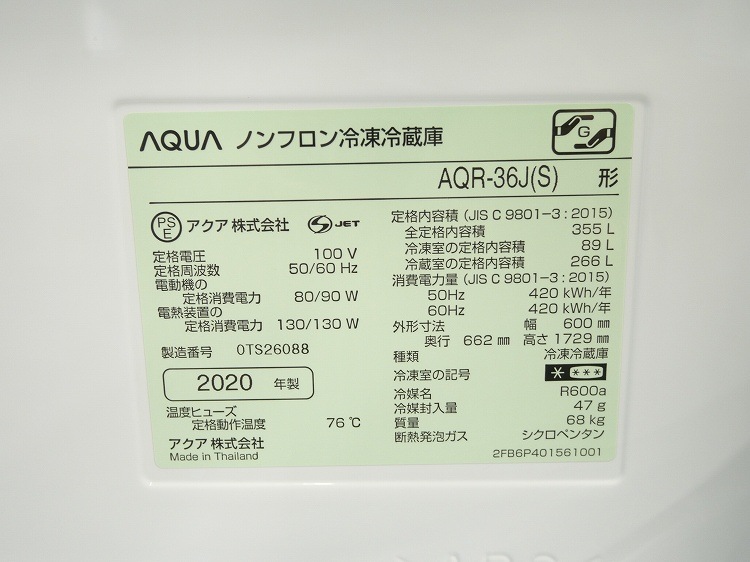 AQUA ノンフロン冷凍冷蔵庫
G
AQR-36J(S) 形
PS
E
アクア株式会社 S JET
定格電圧 100 V
定格周波数 50/60 Hz
電動機の
定格消費電力 80/90 W
電熱装置の
定格消費電力 130/130 W
製造番号 0TS26088
2020 年製
温度ヒューズ
定格動作温度 76 ℃
アクア株式会社
Made in Thailand
定格内容積 (JIS C 9801-3 : 2015)
全定格内容積 355 L
冷凍室の定格内容積 89 L
冷蔵室の定格内容積 266 L
消費電力量 (JIS C 9801-3 : 2015)
50Hz 420 kWh/年
60Hz 420 kWh/年
外形寸法 幅 600 ㎜
奥行 662 ㎜ 高さ 1729 ㎜
種類 冷凍冷蔵庫
冷凍室の記号 * ***
冷媒名 R600a
冷媒封入量 47 g
質量 68 kg
断熱発泡ガス シクロペンタン
2FB6P401561001